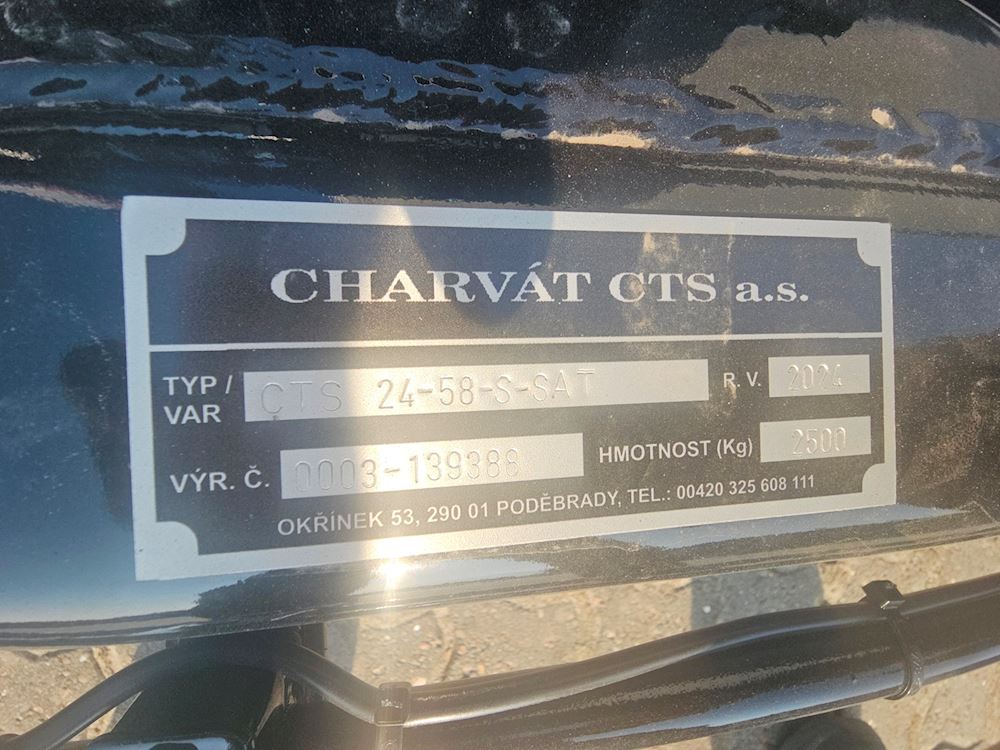 CHARVÁT CTS a.s.
TYP / VAR CTS 24-58-S-SAT R. V. 2024
VÝR. Č. 0003-139388 HMOTNOST (Kg) 2500
OKŘÍNEK 53, 290 01 PODĚBRADY, TEL.: 00420 325 608 111